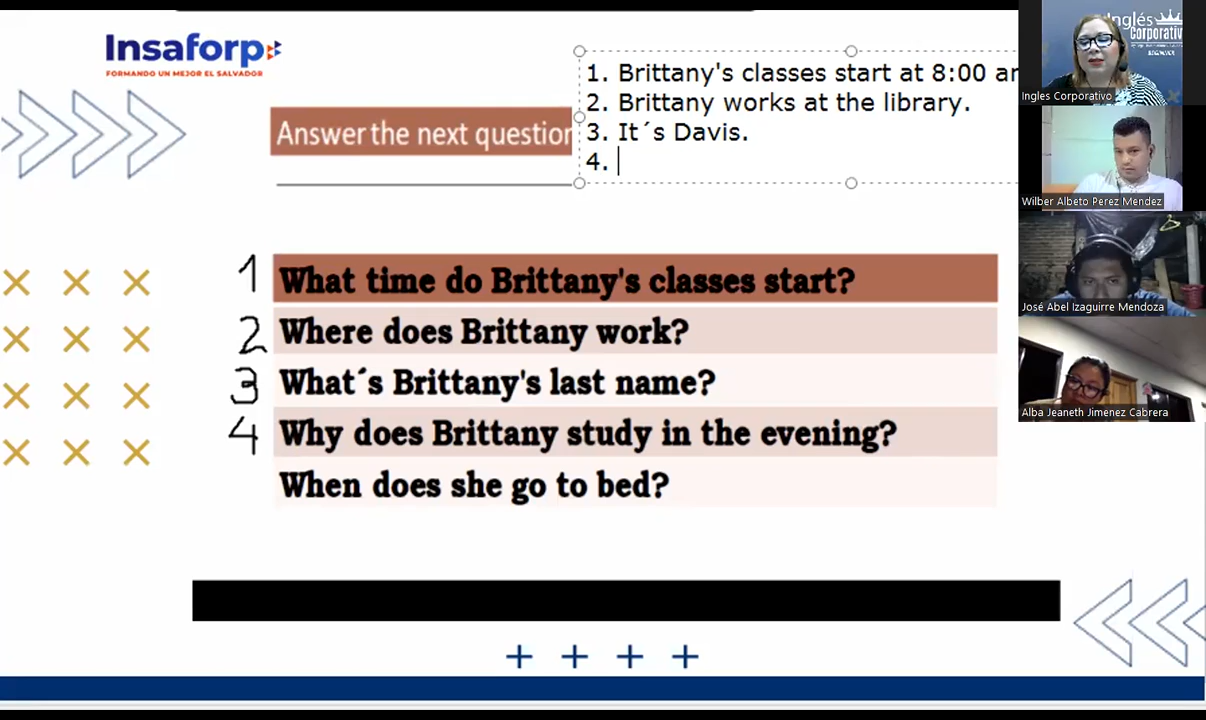 Insaforp
FORMANDO UN MEJOR EL SALVADOR
Answer the next question
1. Brittany's classes start at 8:00 am
2. Brittany works at the library.
3. It´s Davis.
4.
1 What time do Brittany's classes start?
2 Where does Brittany work?
3 What´s Brittany's last name?
4 Why does Brittany study in the evening?
When does she go to bed?
Inglés
Corporativo
BEGINNER
Ingles Corporativo 2
Wilber Albeto Perez Mendez
José Abel Izaguirre Mendoza
Alba Jeaneth Jimenez Cabrera